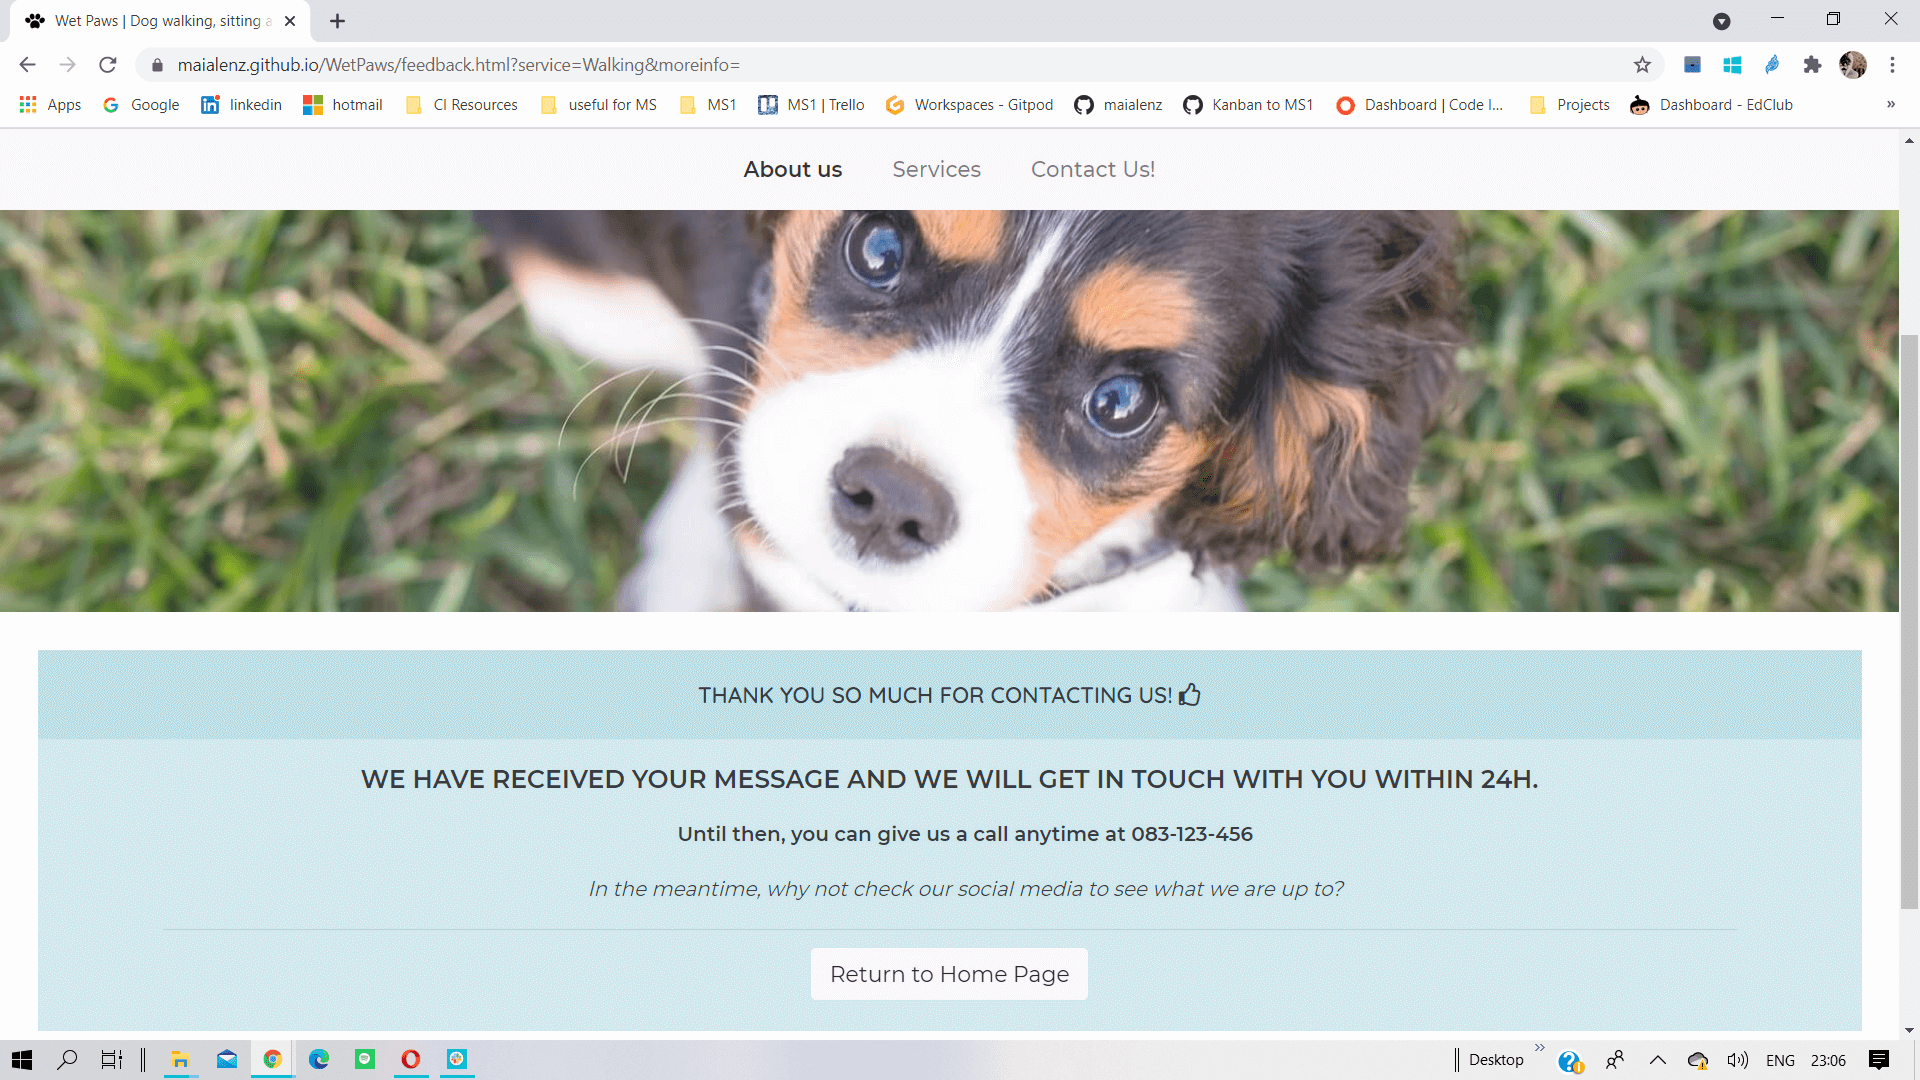 Wet Paws | Dog walking, sitting a
maialenz.github.io/WetPaws/feedback.html?service=Walking&moreinfo=
Apps Google linkedin hotmail CI Resources useful for MS MS1 MS1 | Trello Workspaces - Gitpod maialenz Kanban to MS1 Dashboard | Code I... Projects Dashboard - EdClub »
About us Services Contact Us!
THANK YOU SO MUCH FOR CONTACTING US!
WE HAVE RECEIVED YOUR MESSAGE AND WE WILL GET IN TOUCH WITH YOU WITHIN 24H.
Until then, you can give us a call anytime at 083-123-456
In the meantime, why not check our social media to see what we are up to?
Return to Home Page
Desktop » ENG 23:06